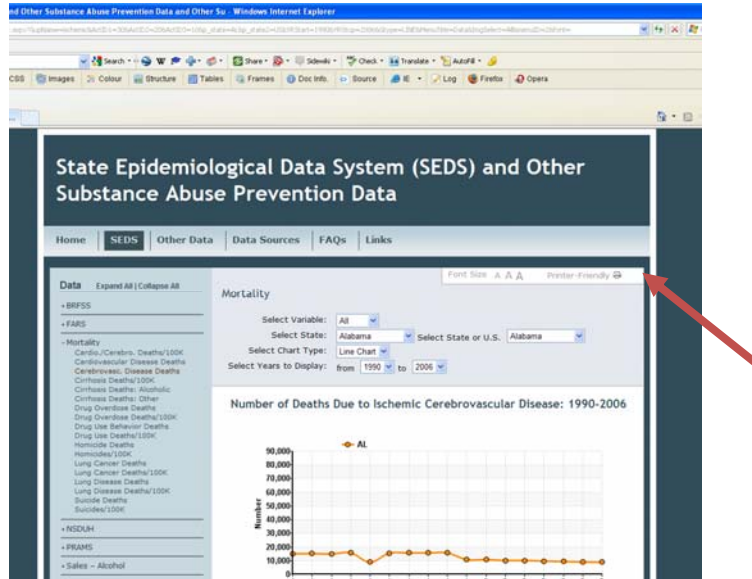 nd Other Substance Abuse Prevention Data and Other Su - Windows Internet Explorer
Search W Share Sidewiki Check Translate AutoFill
CSS Images Colour Structure Tables Frames Doc Info. Source IE Log Firefox Opera
State Epidemiological Data System (SEDS) and Other
Substance Abuse Prevention Data
Home SEDS Other Data Data Sources FAQs Links
Font Size A A A Printer-Friendly
Data Expand All | Collapse All
+BRFSS
+FARS
-Mortality
Cardio./Cerebro. Deaths/100K
Cardiovascular Disease Deaths
Cerebrovasc. Disease Deaths
Cirrhosis Deaths/100K
Cirrhosis Deaths: Alcoholic
Cirrhosis Deaths: Other
Drug Overdose Deaths
Drug Overdose Deaths/100K
Drug Use Behavior Deaths
Drug Use Deaths/100K
Homicide Deaths
Homicides/100K
Lung Cancer Deaths
Lung Cancer Deaths/100K
Lung Disease Deaths
Lung Disease Deaths/100K
Suicide Deaths
Suicides/100K
+NSDUH
+PRAMS
+Sales - Alcohol
Mortality
Select Variable: All
Select State: Alabama Select State or U.S. Alabama
Select Chart Type: Line Chart
Select Years to Display: from 1990 to 2006
Number of Deaths Due to Ischemic Cerebrovascular Disease: 1990-2006
AL
Number
90,000
80,000
70,000
60,000
50,000
40,000
30,000
20,000
10,000
0